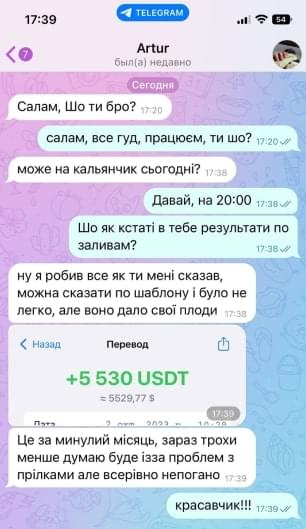 17:39
TELEGRAM
54
7
Artur
був(а) недавно
Сегодня
Салам, Шо ти бро? 17:20
салам, все гуд, працюєм, ти шо? 17:20
може на кальянчик сьогодні? 17:38
Давай, на 20:00 17:38
Шо як кстаті в тебе результати по
заливам? 17:38
ну я робив все як ти мені сказав,
можна сказати по шаблону і було не
легко, але воно дало свої плоди 17:38
Назад Перевод
+5 530 USDT
≈ 5529,77 $
Дата 2023 10:29
17:39
Це за минулий місяць, зараз трохи
менше думаю буде ізза проблем з
прілками але всерівно непогано 17:39
красавчик!!! 17:39